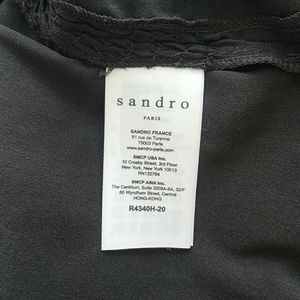 sandro
PARIS
SANDRO FRANCE
61 rue de Turenne
75003 Paris
www.sandro-paris.com
SMCP USA Inc.
10 Crosby Street, 3rd Floor
New York, New York 10013
RN132784
SMCP ASIA Inc.
The Centrium, Suite 3203A-5A, 32/F
60 Wyndham Street, Central
HONG-KONG
R4340H-20